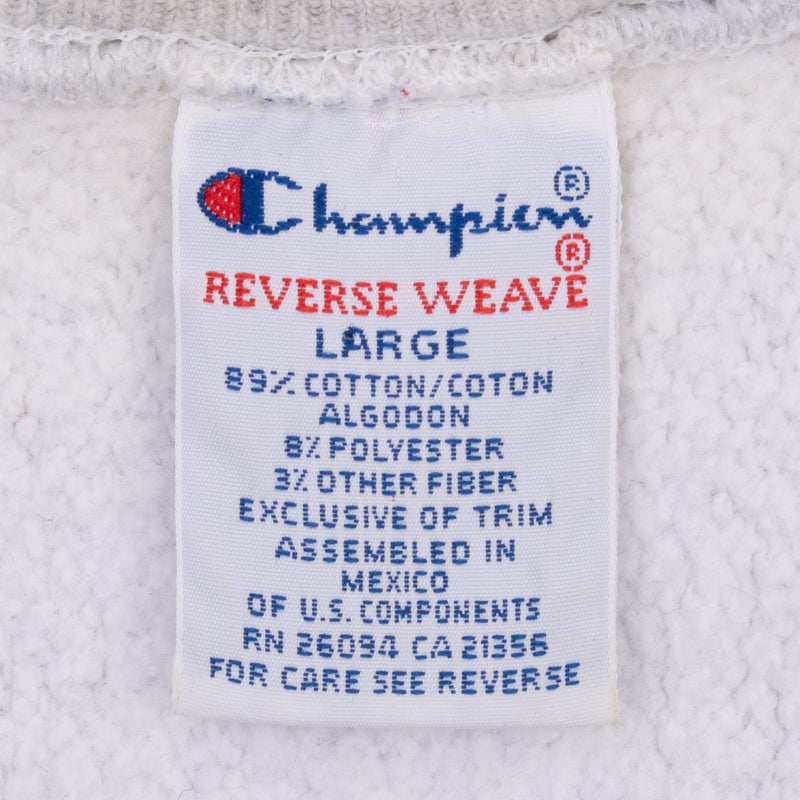 Champion®
REVERSE WEAVE®
LARGE
89% COTTON/COTON
ALGODON
8% POLYESTER
3% OTHER FIBER
EXCLUSIVE OF TRIM
ASSEMBLED IN
MEXICO
OF U.S. COMPONENTS
RN 26094 CA 21356
FOR CARE SEE REVERSE